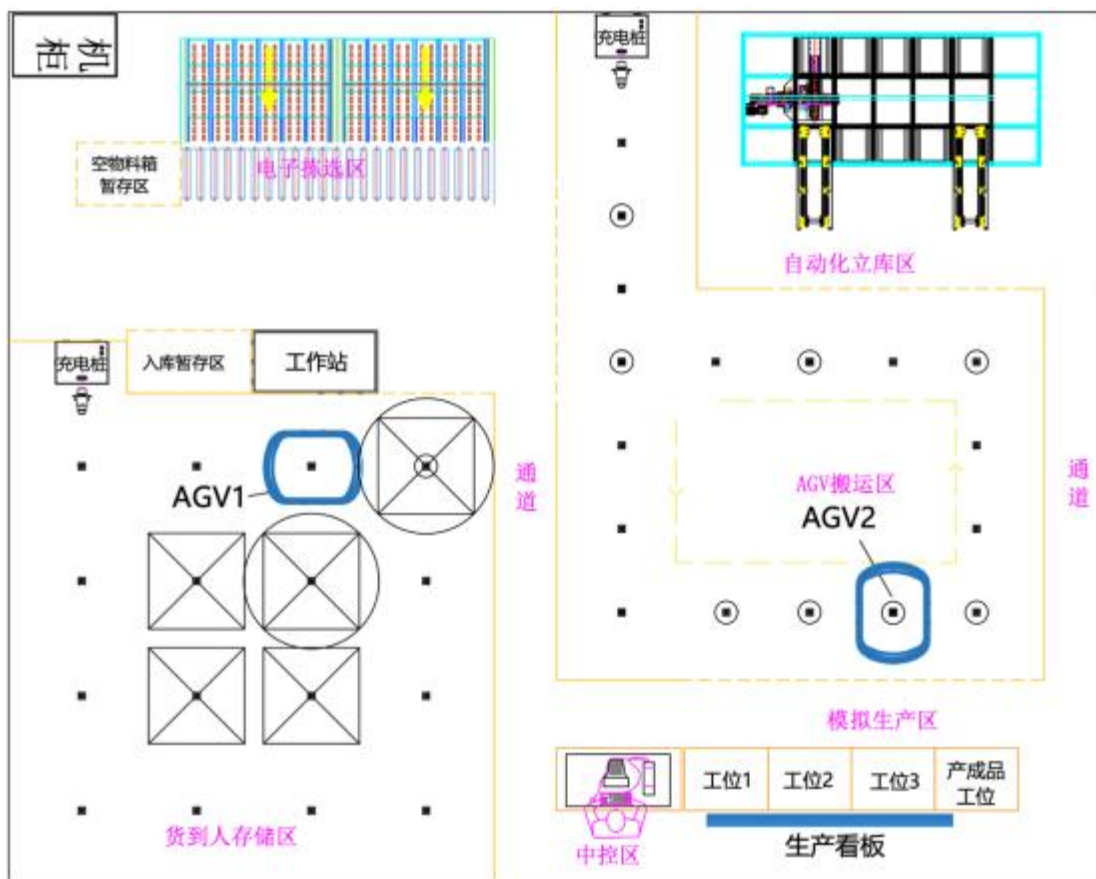 机柜
充电桩
电子拣选区
空物料箱
暂存区
自动化立库区
充电桩
入库暂存区
工作站
AGV1
通道
AGV搬运区
AGV2
通道
模拟生产区
工位1
工位2
工位3
产成品
工位
货到人存储区
中控区
生产看板